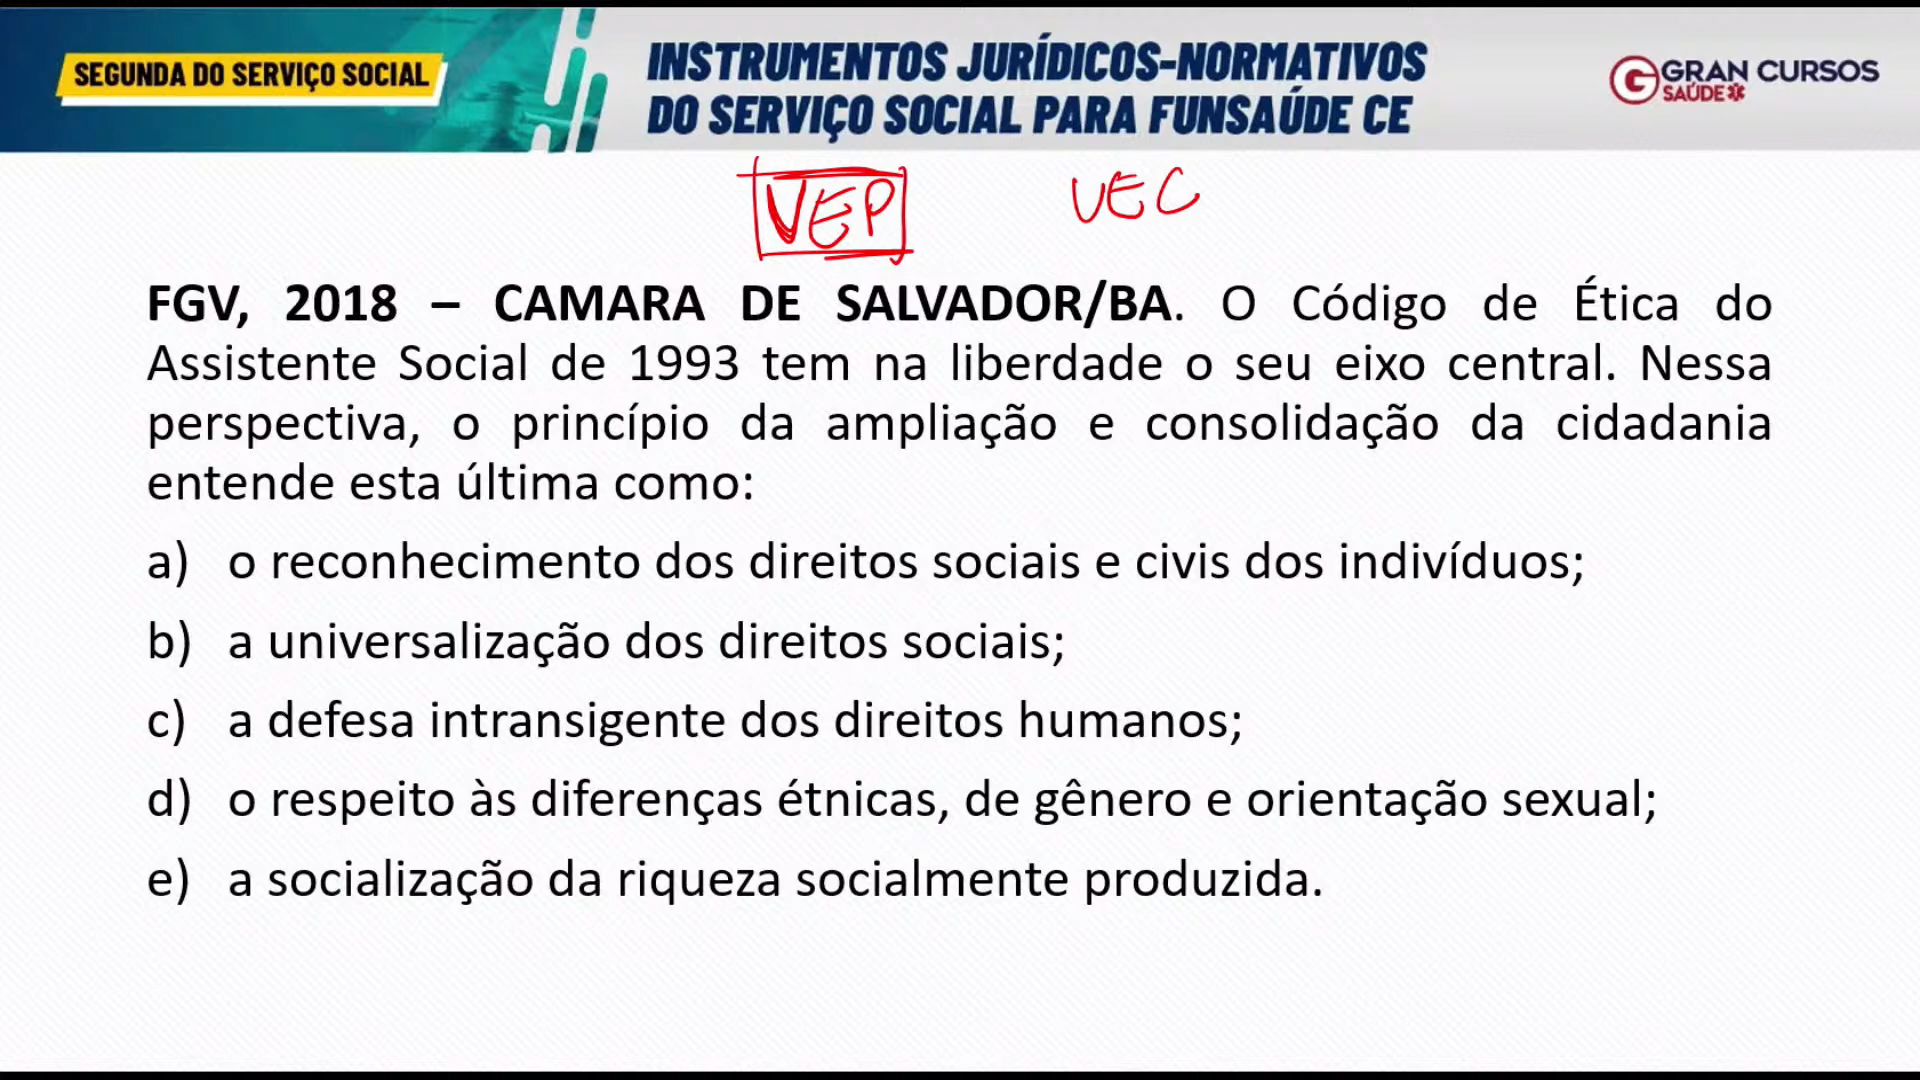 SEGUNDA DO SERVIÇO SOCIAL
INSTRUMENTOS JURÍDICOS-NORMATIVOS
DO SERVIÇO SOCIAL PARA FUNSAÚDE CE
GRAN CURSOS
SAÚDE
VEP VEC
FGV, 2018 – CAMARA DE SALVADOR/BA. O Código de Ética do
Assistente Social de 1993 tem na liberdade o seu eixo central. Nessa
perspectiva, o princípio da ampliação e consolidação da cidadania
entende esta última como:
a) o reconhecimento dos direitos sociais e civis dos indivíduos;
b) a universalização dos direitos sociais;
c) a defesa intransigente dos direitos humanos;
d) o respeito às diferenças étnicas, de gênero e orientação sexual;
e) a socialização da riqueza socialmente produzida.